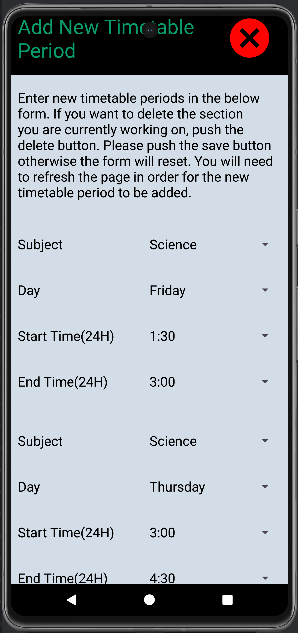 Add New Timetable
Period
Enter new timetable periods in the below
form. If you want to delete the section
you are currently working on, push the
delete button. Please push the save button
otherwise the form will reset. You will need
to refresh the page in order for the new
timetable period to be added.
Subject Science
Day Friday
Start Time(24H) 1:30
End Time(24H) 3:00
Subject Science
Day Thursday
Start Time(24H) 3:00
End Time(24H) 4:30